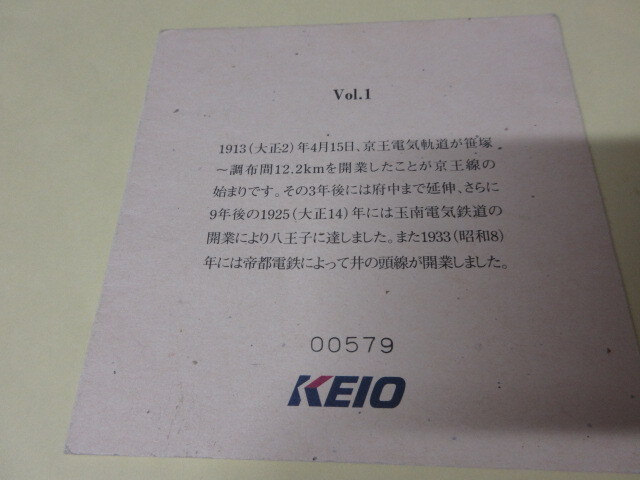 Vol.1
1913(大正2)年4月15日、京王電気軌道が笹塚
～調布間12.2kmを開業したことが京王線の
始まりです。その3年後には府中まで延伸、さらに
9年後の1925(大正14)年には玉南電気鉄道の
開業により八王子に達しました。また1933(昭和8)
年には帝都電鉄によって井の頭線が開業しました。
00579
KEIO